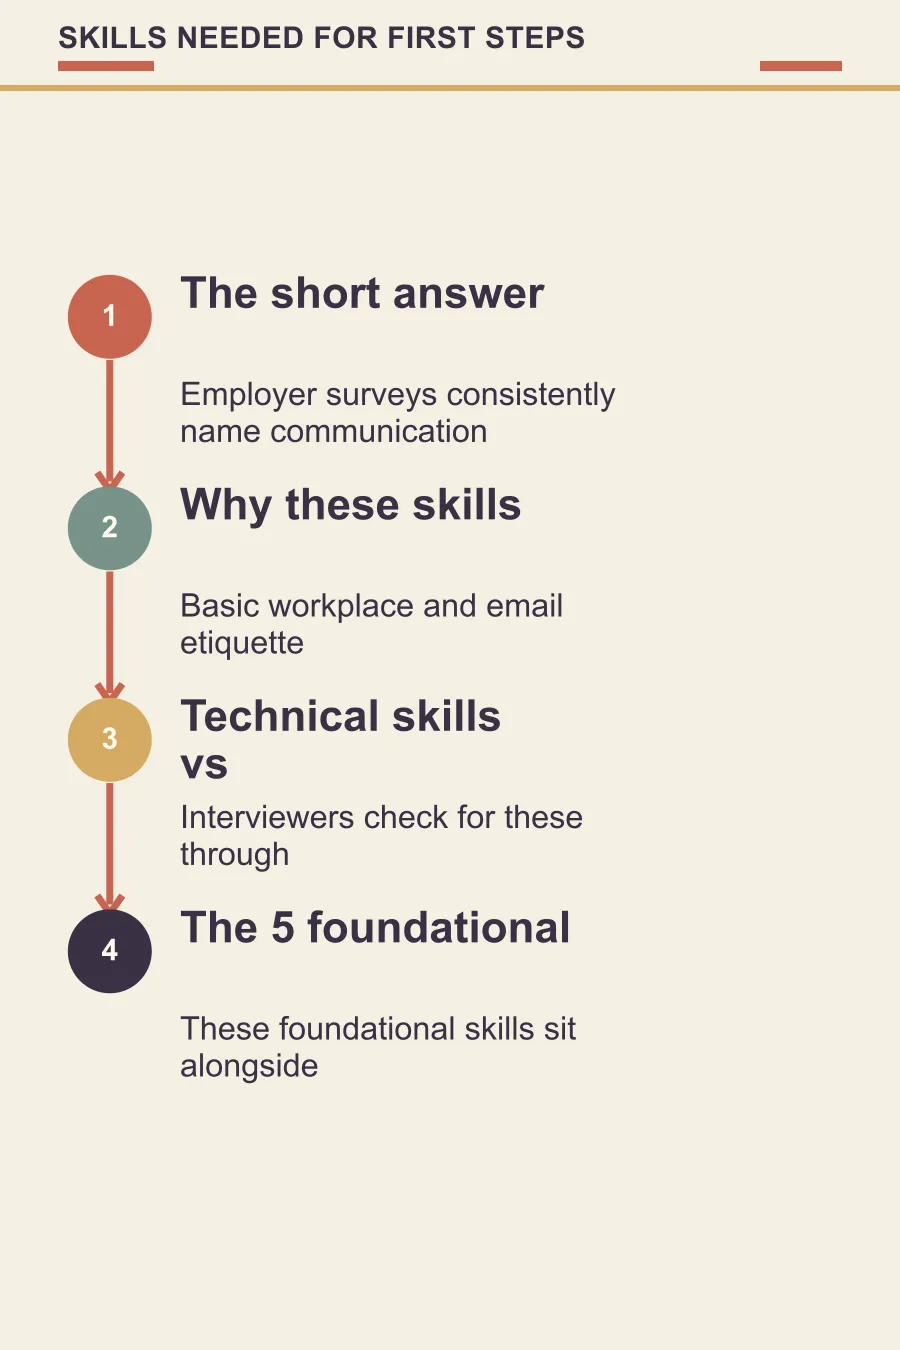 SKILLS NEEDED FOR FIRST STEPS
1
The short answer
Employer surveys consistently
name communication
2
Why these skills
Basic workplace and email
etiquette
3
Technical skills
vs
Interviewers check for these
through
4
The 5 foundational
These foundational skills sit
alongside